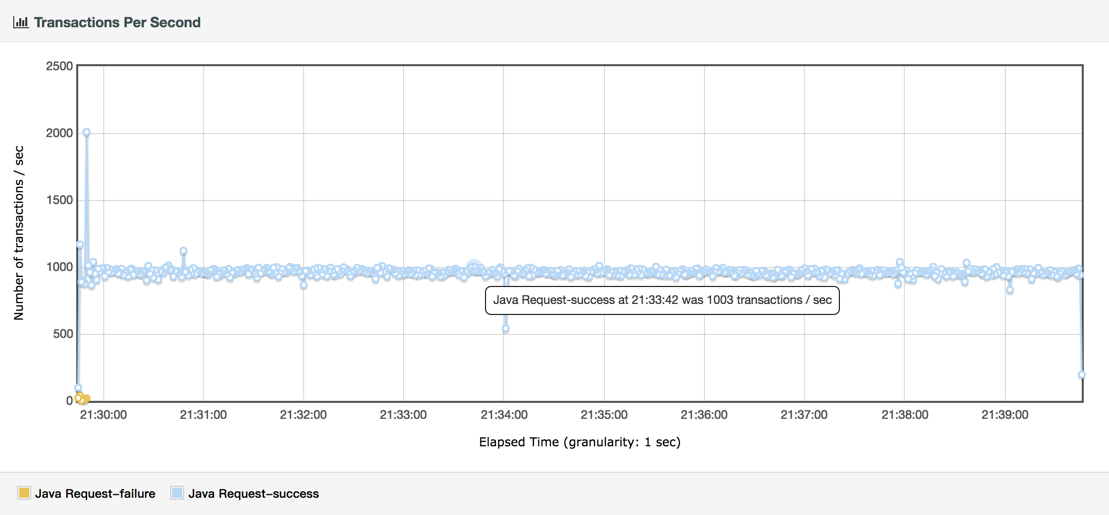 Transactions Per Second
2500
2000
1500
1000
500
0
Number of transactions / sec
Java Request-success at 21:33:42 was 1003 transactions / sec
21:30:00 21:31:00 21:32:00 21:33:00 21:34:00 21:35:00 21:36:00 21:37:00 21:38:00 21:39:00
Elapsed Time (granularity: 1 sec)
Java Request-failure Java Request-success